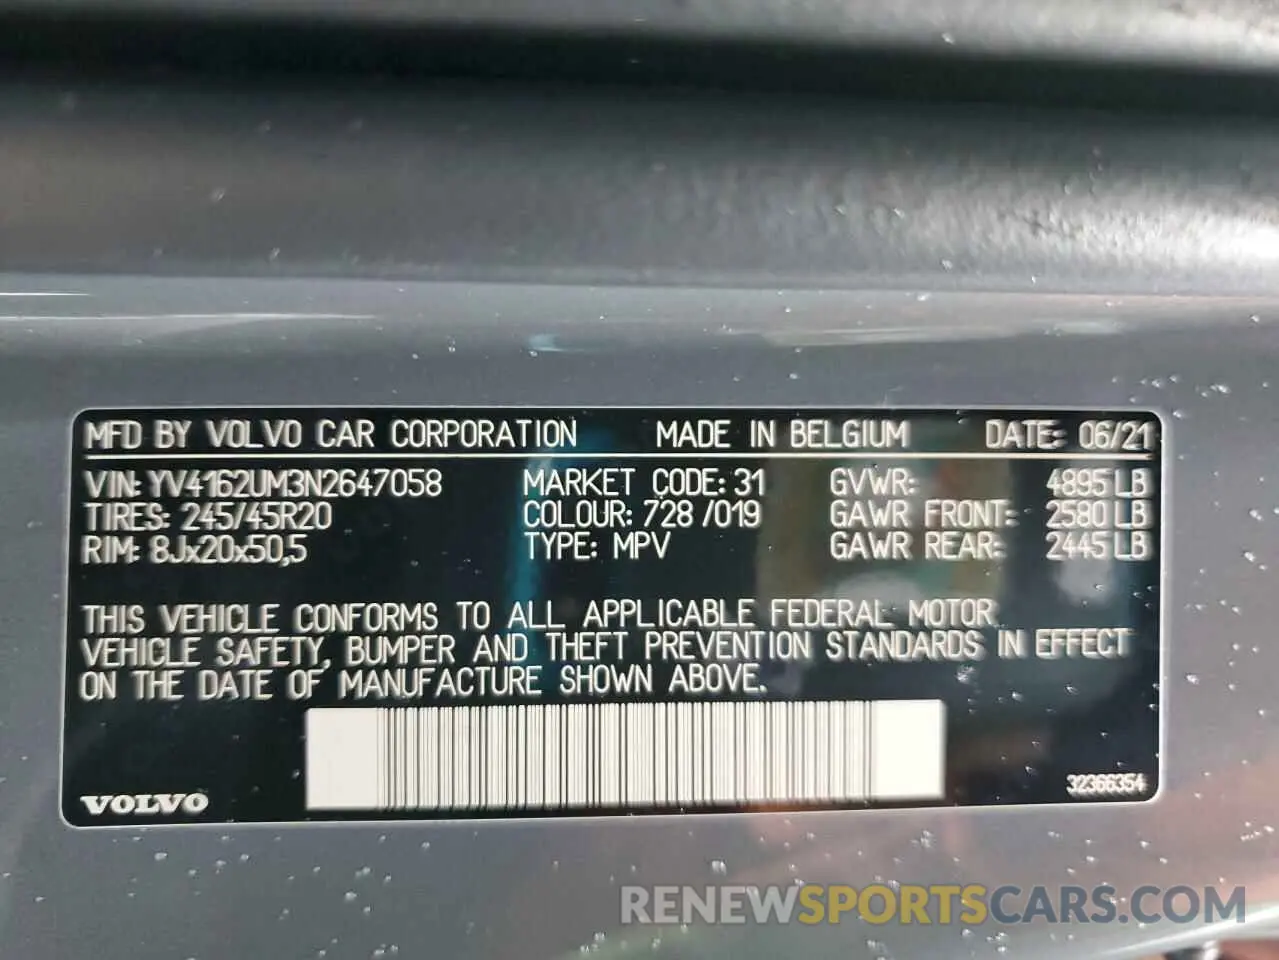 MFD BY VOLVO CAR CORPORATION MADE IN BELGIUM DATE: 06/21
VIN: YV4162UM3N2647058 MARKET CODE: 31 GVWR: 4895 LB
TIRES: 245/45R20 COLOUR: 728 /019 GAWR FRONT: 2580 LB
RIM: 8Jx20x50,5 TYPE: MPV GAWR REAR: 2445 LB
THIS VEHICLE CONFORMS TO ALL APPLICABLE FEDERAL MOTOR
VEHICLE SAFETY, BUMPER AND THEFT PREVENTION STANDARDS IN EFFECT
ON THE DATE OF MANUFACTURE SHOWN ABOVE.
VOLVO 32366354
RENEWSPORTSCARS.COM